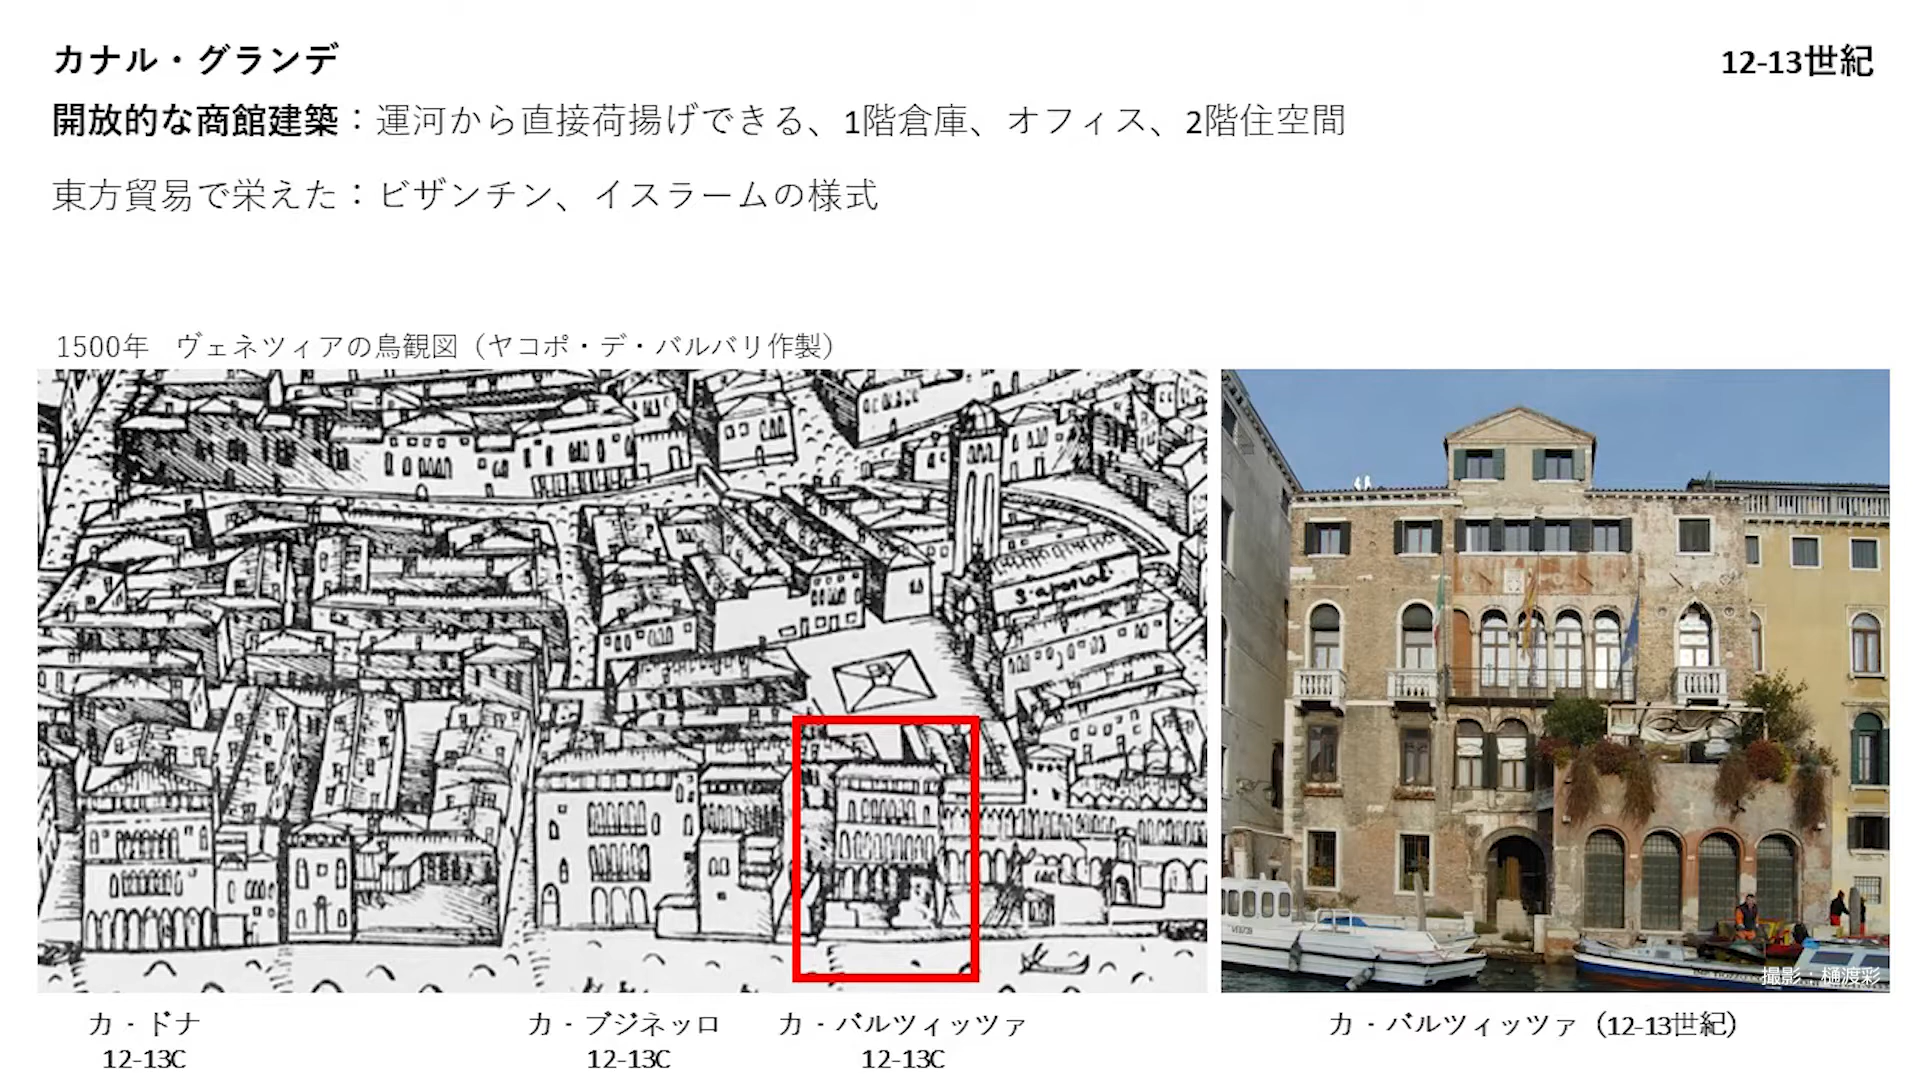 カナル・グランデ
12-13世紀
開放的な商館建築：運河から直接荷揚げできる、1階倉庫、オフィス、2階住空間
東方貿易で栄えた：ビザンチン、イスラームの様式
1500年　ヴェネツィアの鳥観図（ヤコポ・デ・バルバリ作製）
S·aponal·
撮影：樋渡彩
カ・ドナ
12-13C
カ・ブジネッロ
12-13C
カ・バルツィッツァ
12-13C
カ・バルツィッツァ（12-13世紀）